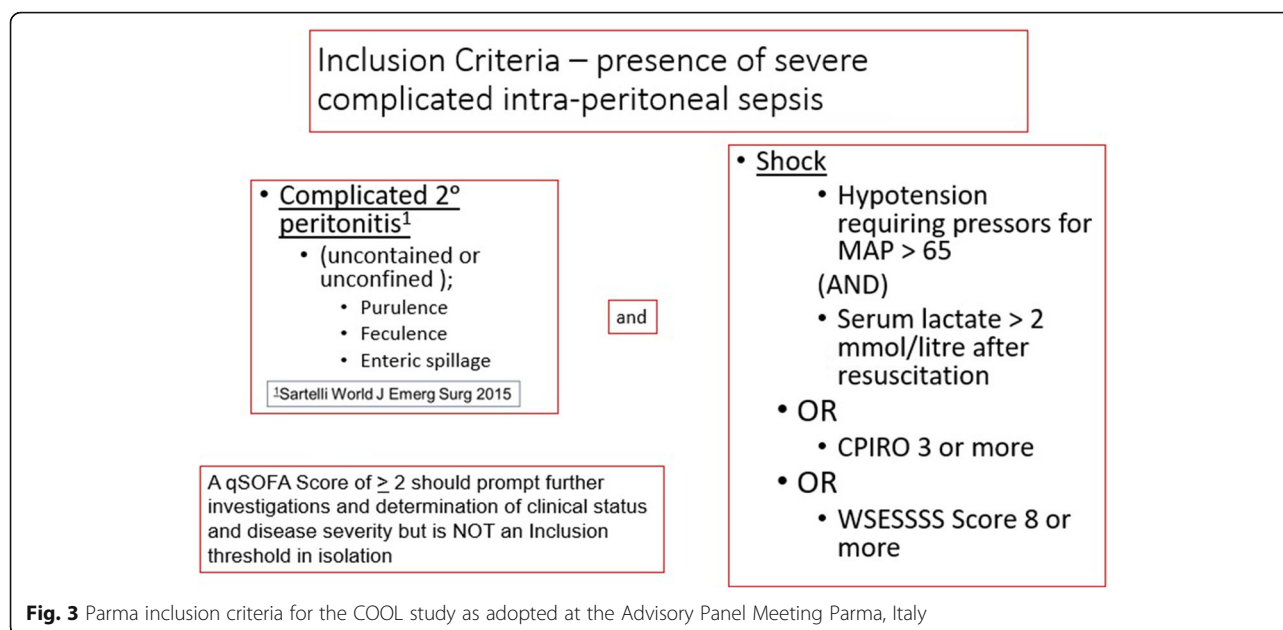 Inclusion Criteria – presence of severe
complicated intra-peritoneal sepsis
• Complicated 2º
peritonitis¹
• (uncontained or
unconfined );
• Purulence
• Feculence
• Enteric spillage
¹Sartelli World J Emerg Surg 2015
and
• Shock
• Hypotension
requiring pressors for
MAP > 65
(AND)
• Serum lactate > 2
mmol/litre after
resuscitation
• OR
• CPIRO 3 or more
• OR
• WSESSSS Score 8 or
more
A qSOFA Score of ≥ 2 should prompt further
investigations and determination of clinical status
and disease severity but is NOT an Inclusion
threshold in isolation
Fig. 3 Parma inclusion criteria for the COOL study as adopted at the Advisory Panel Meeting Parma, Italy